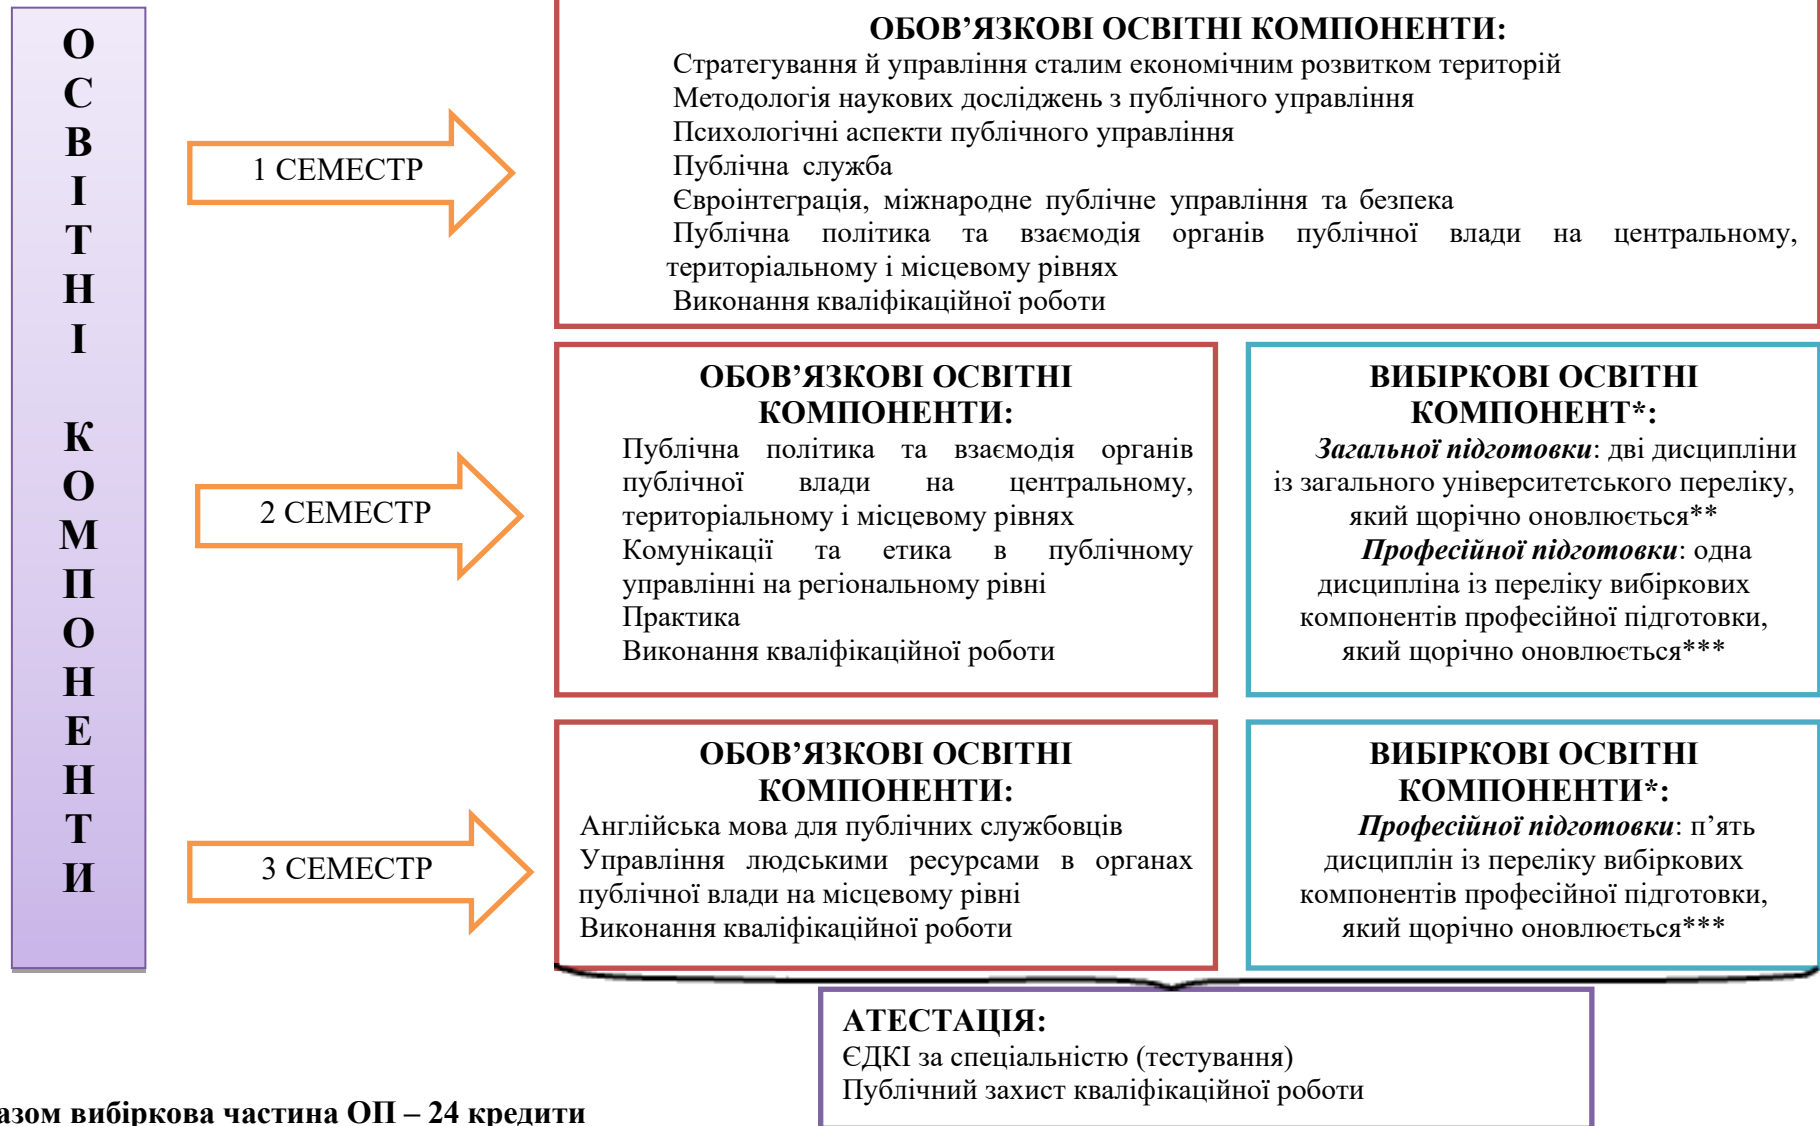 ОСВІТНІ КОМПОНЕНТИ
1 СЕМЕСТР
ОБОВ’ЯЗКОВІ ОСВІТНІ КОМПОНЕНТИ:
Стратегування й управління сталим економічним розвитком територій
Методологія наукових досліджень з публічного управління
Психологічні аспекти публічного управління
Публічна служба
Євроінтеграція, міжнародне публічне управління та безпека
Публічна політика та взаємодія органів публічної влади на центральному,
територіальному і місцевому рівнях
Виконання кваліфікаційної роботи
2 СЕМЕСТР
ОБОВ’ЯЗКОВІ ОСВІТНІ
КОМПОНЕНТИ:
Публічна політика та взаємодія органів
публічної влади на центральному,
територіальному і місцевому рівнях
Комунікації та етика в публічному
управлінні на регіональному рівні
Практика
Виконання кваліфікаційної роботи
ВИБІРКОВІ ОСВІТНІ
КОМПОНЕНТ*:
Загальної підготовки: дві дисципліни
із загального університетського переліку,
який щорічно оновлюється**
Професійної підготовки: одна
дисципліна із переліку вибіркових
компонентів професійної підготовки,
який щорічно оновлюється***
3 СЕМЕСТР
ОБОВ’ЯЗКОВІ ОСВІТНІ
КОМПОНЕНТИ:
Англійська мова для публічних службовців
Управління людськими ресурсами в органах
публічної влади на місцевому рівні
Виконання кваліфікаційної роботи
ВИБІРКОВІ ОСВІТНІ
КОМПОНЕНТИ*:
Професійної підготовки: п’ять
дисциплін із переліку вибіркових
компонентів професійної підготовки,
який щорічно оновлюється***
АТЕСТАЦІЯ:
ЄДКІ за спеціальністю (тестування)
Публічний захист кваліфікаційної роботи
вибіркова частина ОП – 24 кредити